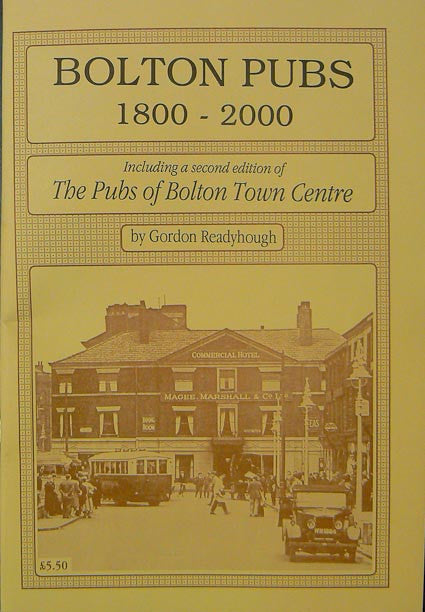 BOLTON PUBS
1800 - 2000
Including a second edition of
The Pubs of Bolton Town Centre
by Gordon Readyhough
COMMERCIAL HOTEL
MAGEE, MARSHALL & Co
ROOM
£5.50